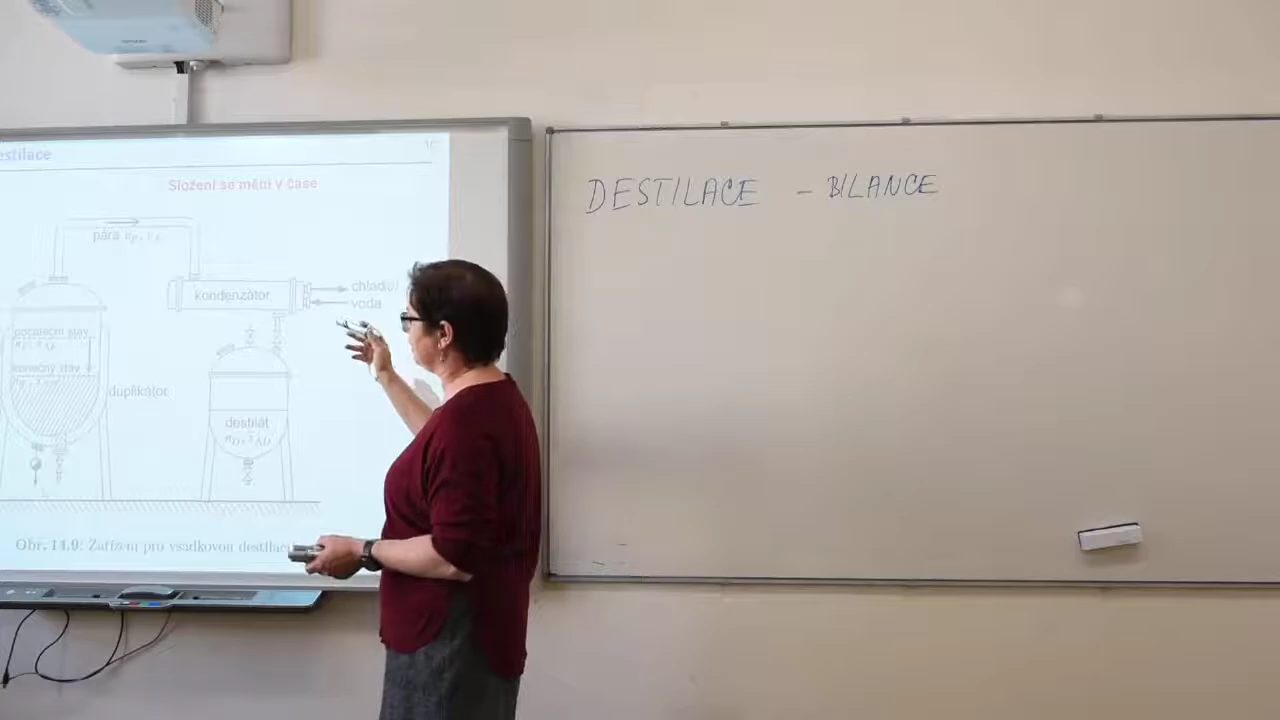 estilace
Složení se mění v čase
pára
kondenzátor
chladící
voda
počáteční stav
konečný stav
duplikátor
destilát
Obr. 14.9: Zařízení pro vsádkovou destilaci
DESTILACE - BILANCE